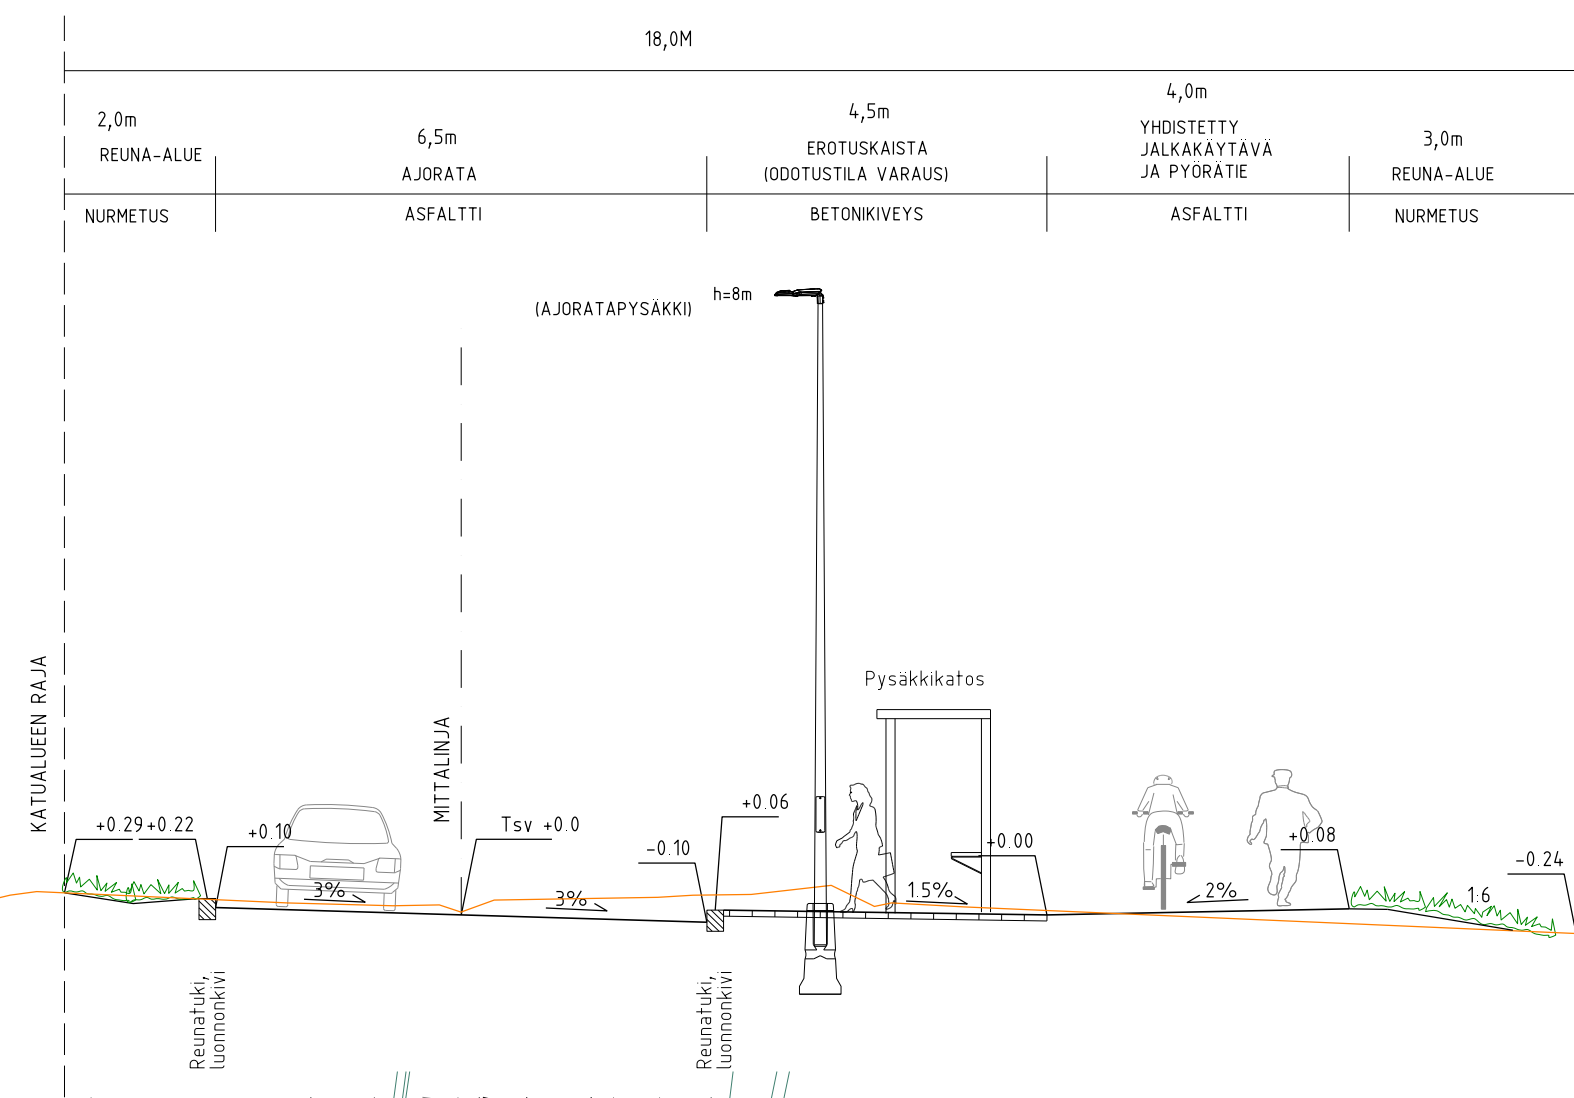 18,0M
2,0m
REUNA-ALUE
6,5m
AJORATA
4,5m
EROTUSKAISTA
(ODOTUSTILA VARAUS)
4,0m
YHDISTETTY
JALKAKÄYTÄVÄ
JA PYÖRÄTIE
3,0m
REUNA-ALUE
NURMETUS
ASFALTTI
BETONIKIVEYS
ASFALTTI
NURMETUS
(AJORATAPYSÄKKI)
h=8m
KATUALUEEN RAJA
MITTALINJA
Pysäkkikatos
+0.29
+0.22
+0.10
Tsv +0.0
-0.10
+0.06
+0.00
+0.08
-0.24
3%
3%
1.5%
2%
1:6
Reunatuki,
luonnonkivi
Reunatuki,
luonnonkivi